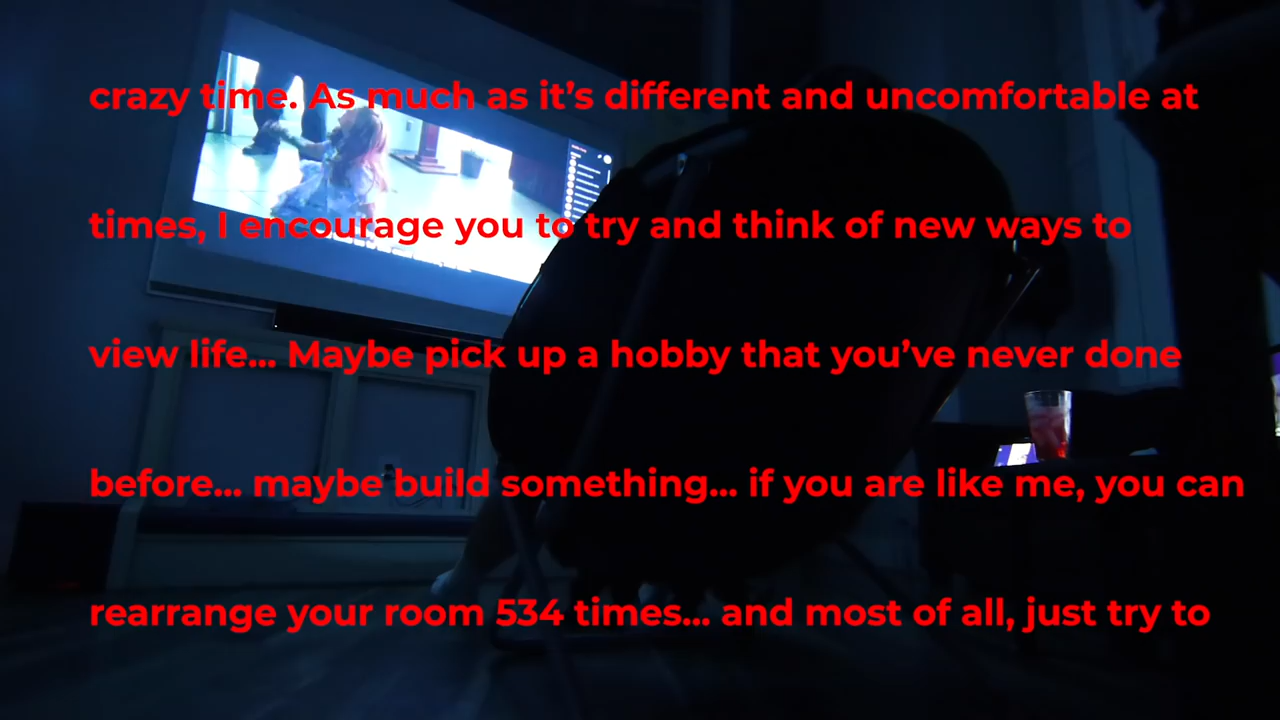 crazy time. As much as it’s different and uncomfortable at
times, I encourage you to try and think of new ways to
view life... Maybe pick up a hobby that you’ve never done
before... maybe build something... if you are like me, you can
rearrange your room 534 times... and most of all, just try to